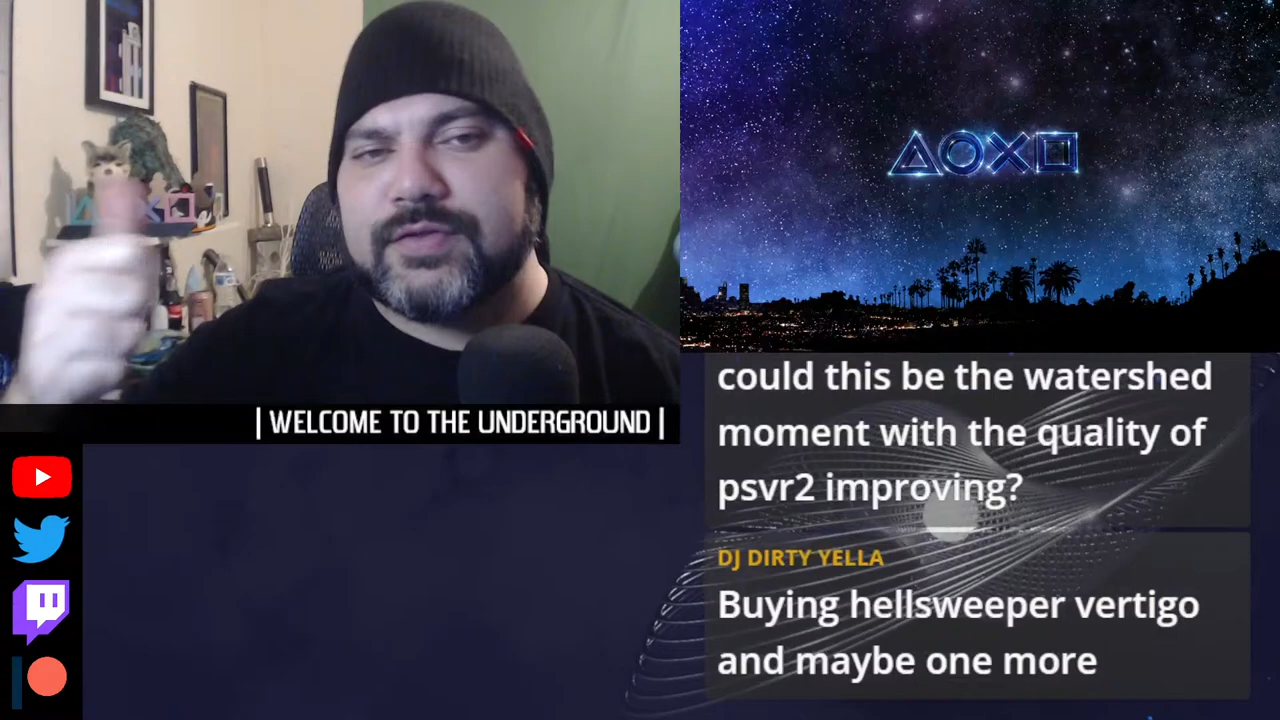 | WELCOME TO THE UNDERGROUND |
could this be the watershed
moment with the quality of
psvr2 improving?
DJ DIRTY YELLA
Buying hellsweeper vertigo
and maybe one more